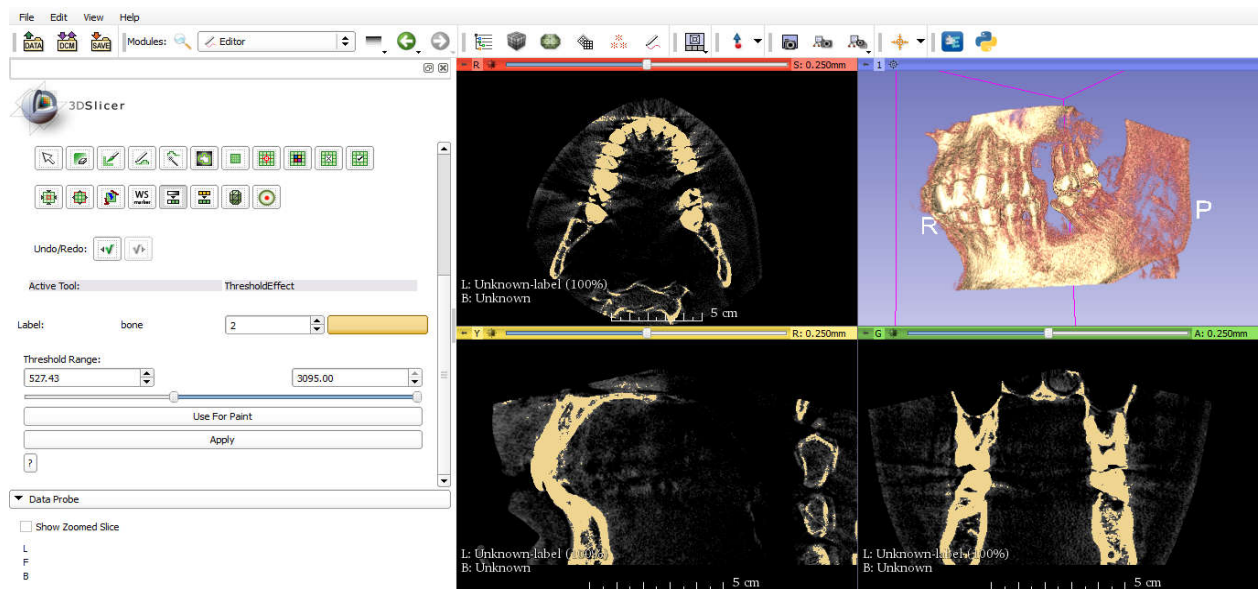 File Edit View Help
DATA DCM SAVE Modules: Editor
R S: 0.250mm
1
3DSlicer
WS
marker
Undo/Redo:
Active Tool: ThresholdEffect
Label: bone 2
Threshold Range:
527.43 3095.00
Use For Paint
Apply
?
Data Probe
Show Zoomed Slice
L
F
B
L: Unknown-label (100%)
B: Unknown
5 cm
R
P
Y R: 0.250mm
L: Unknown-label (100%)
B: Unknown
5 cm
G A: 0.250mm
L: Unknown-label (100%)
B: Unknown
5 cm